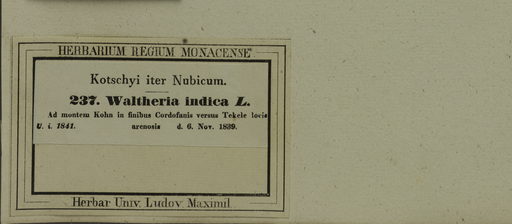 HERBARIUM REGIUM MONACENSE
Kotschyi iter Nubicum.
237. Waltheria indica L.
Ad montem Kohn in finibus Cordofanis versus Tekele locis
U. i. 1841. arenosis d. 6. Nov. 1839.
Herbar Univ. Ludov. Maximil